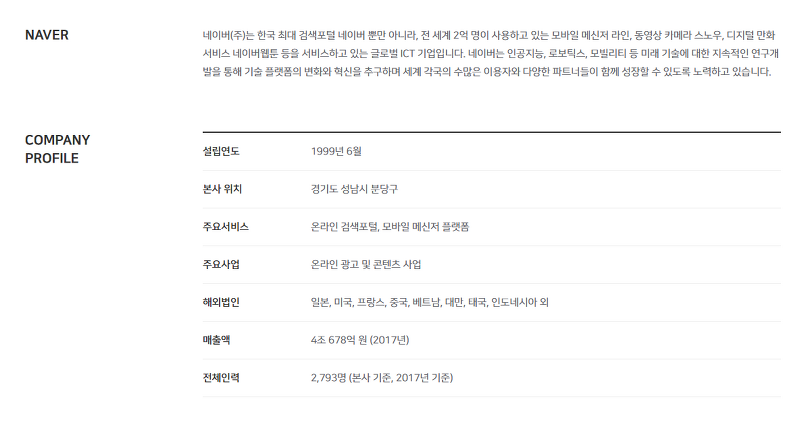 NAVER
네이버(주)는 한국 최대 검색포털 네이버 뿐만 아니라, 전 세계 2억 명이 사용하고 있는 모바일 메신저 라인, 동영상 카메라 스노우, 디지털 만화
서비스 네이버웹툰 등을 서비스하고 있는 글로벌 ICT 기업입니다. 네이버는 인공지능, 로보틱스, 모빌리티 등 미래 기술에 대한 지속적인 연구개
발을 통해 기술 플랫폼의 변화와 혁신을 추구하며 세계 각국의 수많은 이용자와 다양한 파트너들이 함께 성장할 수 있도록 노력하고 있습니다.
COMPANY
PROFILE
설립연도 1999년 6월
본사 위치 경기도 성남시 분당구
주요서비스 온라인 검색포털, 모바일 메신저 플랫폼
주요사업 온라인 광고 및 콘텐츠 사업
해외법인 일본, 미국, 프랑스, 중국, 베트남, 대만, 태국, 인도네시아 외
매출액 4조 678억 원 (2017년)
전체인력 2,793명 (본사 기준, 2017년 기준)